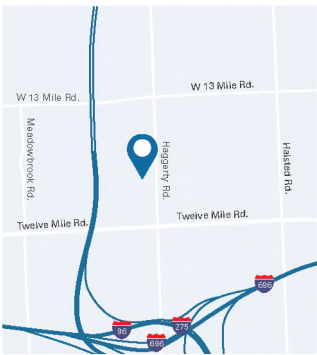 W 13 Mile Rd.
W 13 Mile Rd.
Meadowbrook Rd.
Haggerty Rd.
Halsted Rd.
Twelve Mile Rd.
Twelve Mile Rd.
696
96
275
696